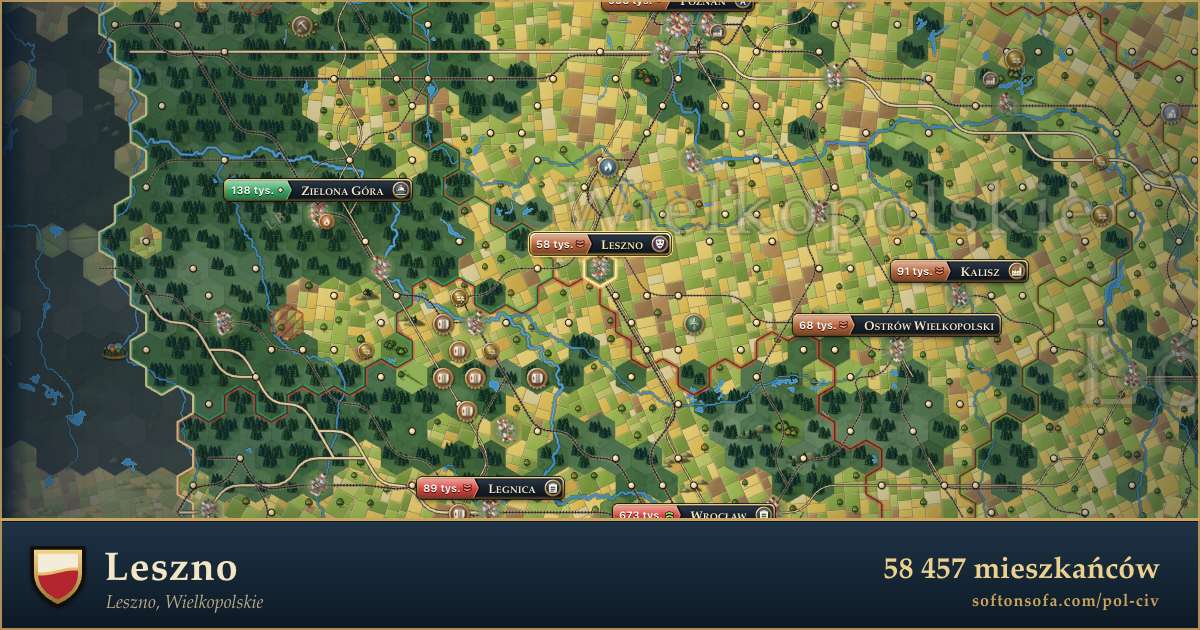 POZNAŃ
Wielkopolskie
138 tys. ZIELONA GÓRA
58 tys. LESZNO
91 tys. KALISZ
68 tys. OSTRÓW WIELKOPOLSKI
89 tys. LEGNICA
673 tys. WROCŁAW
Leszno
58 457 mieszkańców
Leszno, Wielkopolskie
softonsofa.com/pol-civ